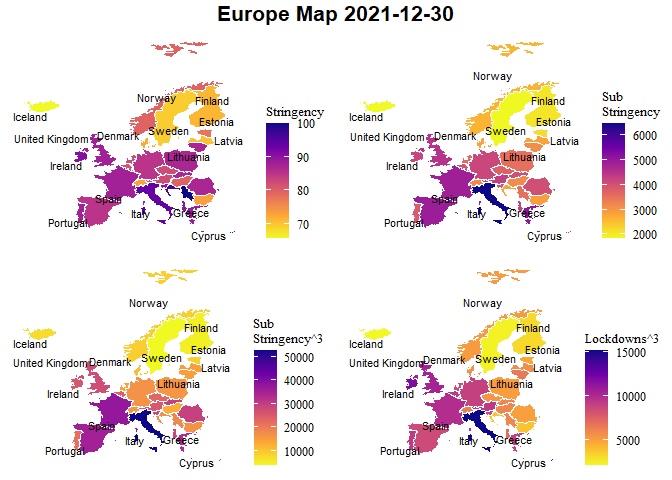 Europe Map 2021-12-30
Norway
Finland
Iceland
Estonia
United Kingdom
Denmark
Sweden
Latvia
Ireland
Lithuania
Spain
Portugal
Italy
Greece
Cyprus
Stringency
100
90
80
70
Norway
Finland
Iceland
Estonia
United Kingdom
Denmark
Sweden
Latvia
Ireland
Lithuania
Spain
Portugal
Italy
Greece
Cyprus
Sub
Stringency
6000
5000
4000
3000
2000
Norway
Finland
Iceland
Estonia
United Kingdom
Denmark
Sweden
Latvia
Ireland
Lithuania
Spain
Portugal
Italy
Greece
Cyprus
Sub
Stringency^3
50000
40000
30000
20000
10000
Norway
Finland
Iceland
Estonia
United Kingdom
Denmark
Sweden
Latvia
Ireland
Lithuania
Spain
Portugal
Italy
Greece
Cyprus
Lockdowns^3
15000
10000
5000